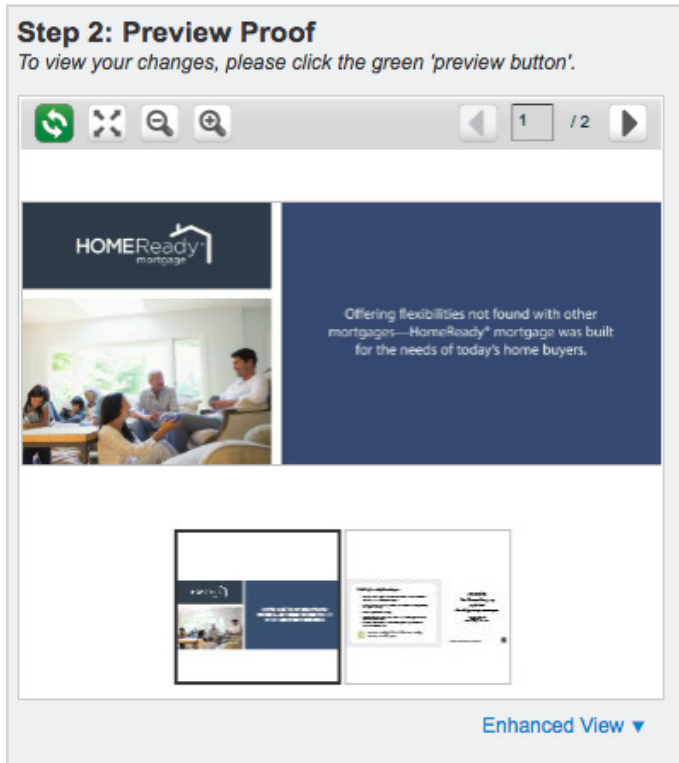 Step 2: Preview Proof
To view your changes, please click the green 'preview button'.
1 / 2
HOMEReady®
mortgage
Offering flexibilities not found with other
mortgages—HomeReady® mortgage was built
for the needs of today's home buyers.
Enhanced View ▼